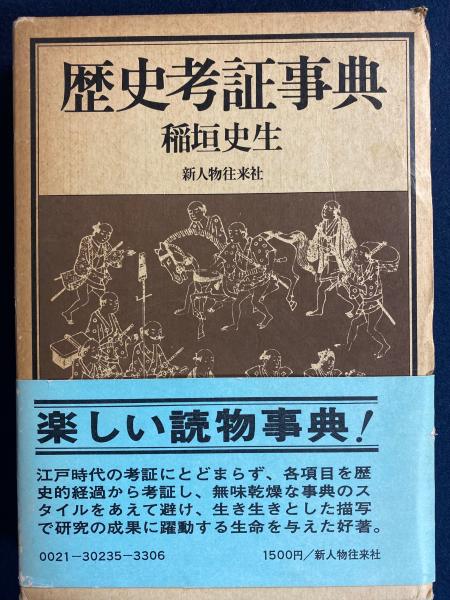 歴史考証事典
稲垣史生
新人物往来社
楽しい読物事典!
江戸時代の考証にとどまらず、各項目を歴
史的経過から考証し、無味乾燥な事典のス
タイルをあえて避け、生き生きとした描写
で研究の成果に躍動する生命を与えた好著。
0021-30235-3306 1500円/新人物往来社